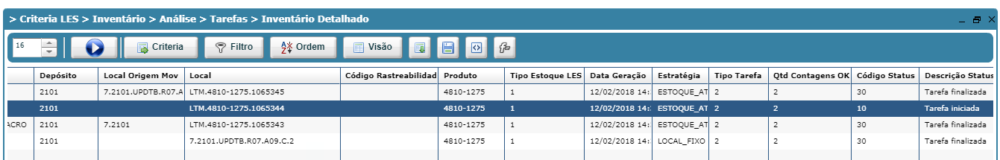 > Criteria LES > Inventário > Análise > Tarefas > Inventário Detalhado
16 Criteria Filtro Ordem Visão
Depósito Local Origem Mov Local Código Rastreabilidad Produto Tipo Estoque LES Data Geração Estratégia Tipo Tarefa Qtd Contagens OK Código Status Descrição Status
2101 7.2101.UPDTB.R07.A LTM.4810-1275.1065345 4810-1275 1 12/02/2018 14: ESTOQUE_AT 2 2 30 Tarefa finalizada
2101 LTM.4810-1275.1065344 4810-1275 1 12/02/2018 14: ESTOQUE_AT 2 2 10 Tarefa iniciada
ACRO 2101 7.2101 LTM.4810-1275.1065343 4810-1275 1 12/02/2018 14: ESTOQUE_AT 2 2 30 Tarefa finalizada
2101 7.2101.UPDTB.R07.A09.C.2 4810-1275 1 12/02/2018 14: LOCAL_FIXO 2 2 30 Tarefa finalizada